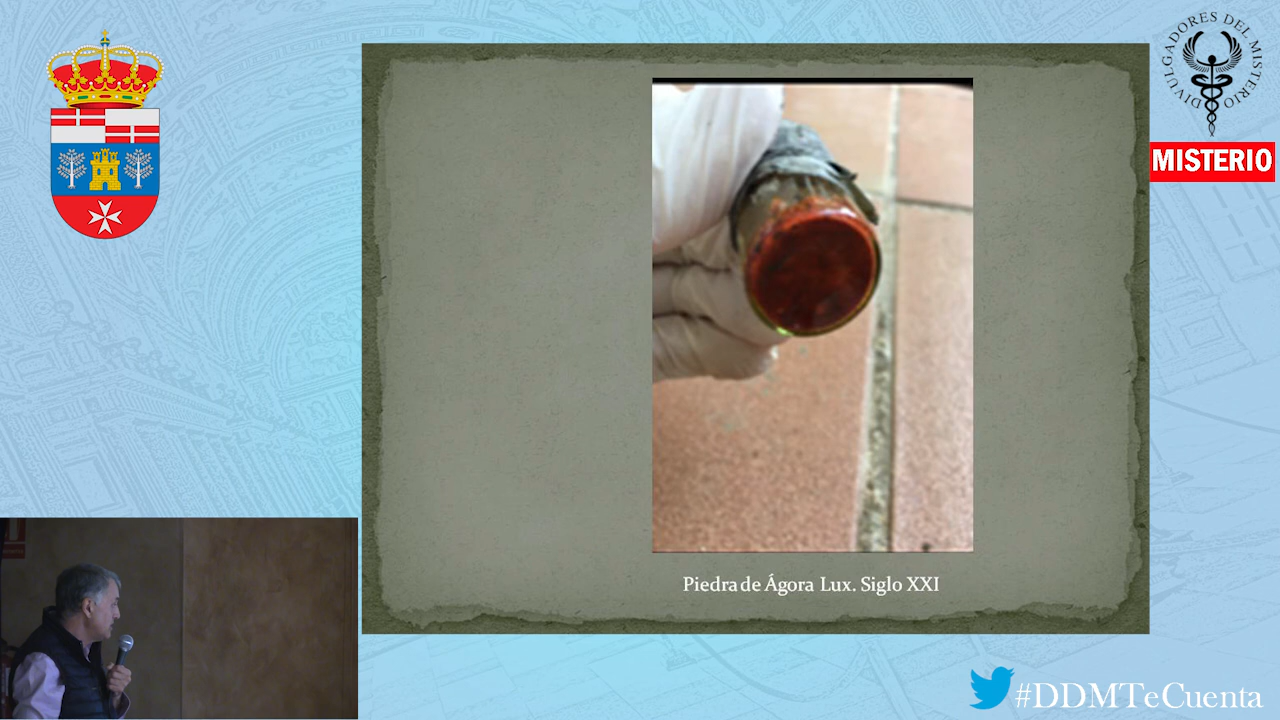 DIVULGADORES DEL MISTERIO
MISTERIO
Piedra de Ágora Lux. Siglo XXI
#DDMTeCuenta